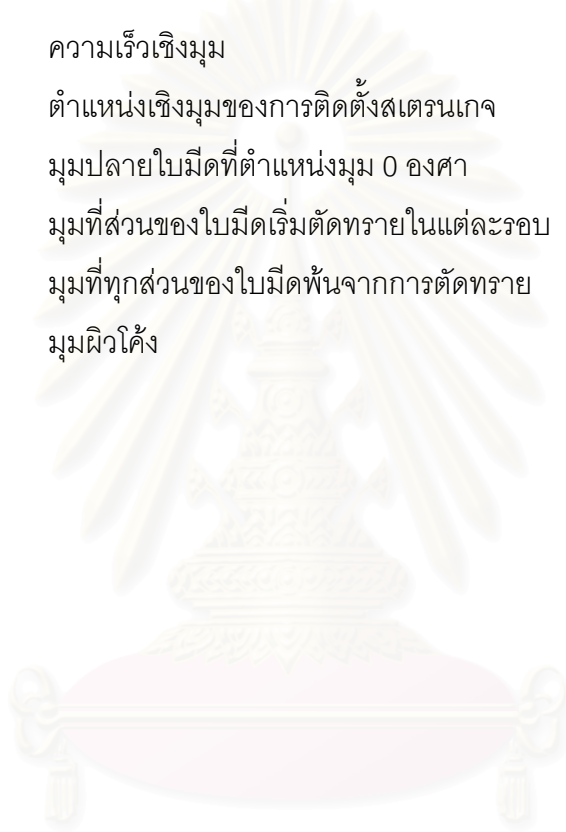 ความเร็วเชิงมุม
ตำแหน่งเชิงมุมของการติดตั้งสเตรนเกจ
มุมปลายใบมีดที่ตำแหน่งมุม 0 องศา
มุมที่ส่วนของใบมีดเริ่มตัดทรายในแต่ละรอบ
มุมที่ทุกส่วนของใบมีดพ้นจากการตัดทราย
มุมผิวโค้ง